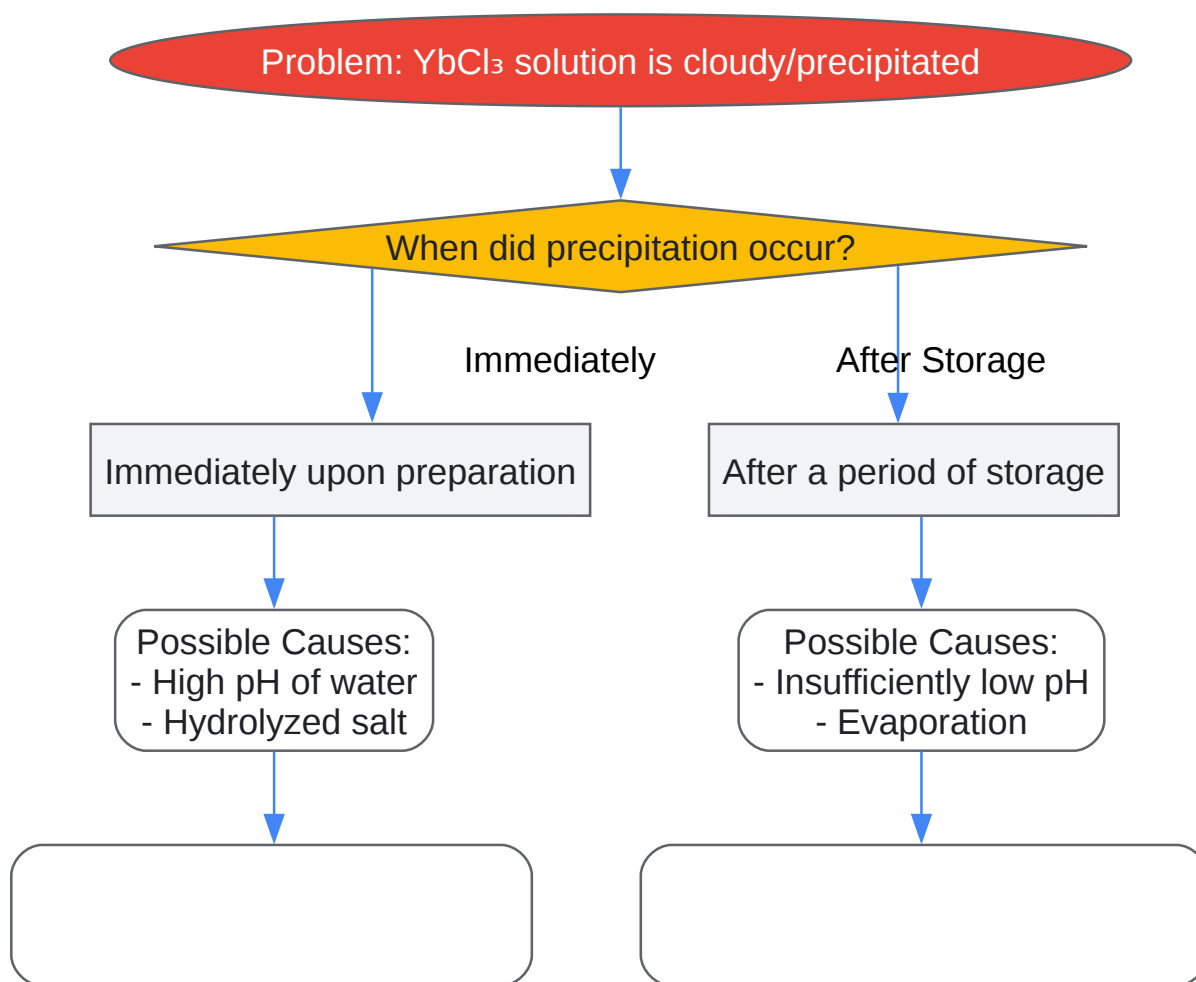 Problem: YbCl₃ solution is cloudy/precipitated
When did precipitation occur?
Immediately
After Storage
Immediately upon preparation
After a period of storage
Possible Causes:
- High pH of water
- Hydrolyzed salt
Possible Causes:
- Insufficiently low pH
- Evaporation